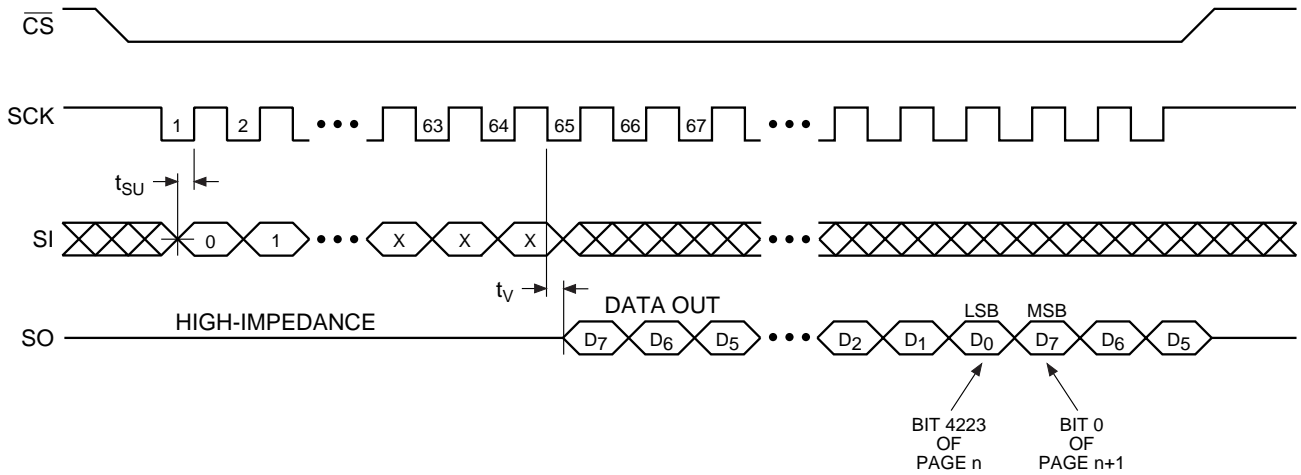 CS
SCK 1 2 ••• 63 64 65 66 67 •••
tSU
SI 0 1 ••• X X X •••
tV
DATA OUT
HIGH-IMPEDANCE
LSB MSB
SO D7 D6 D5 ••• D2 D1 D0 D7 D6 D5
BIT 4223
OF
PAGE n
BIT 0
OF
PAGE n+1